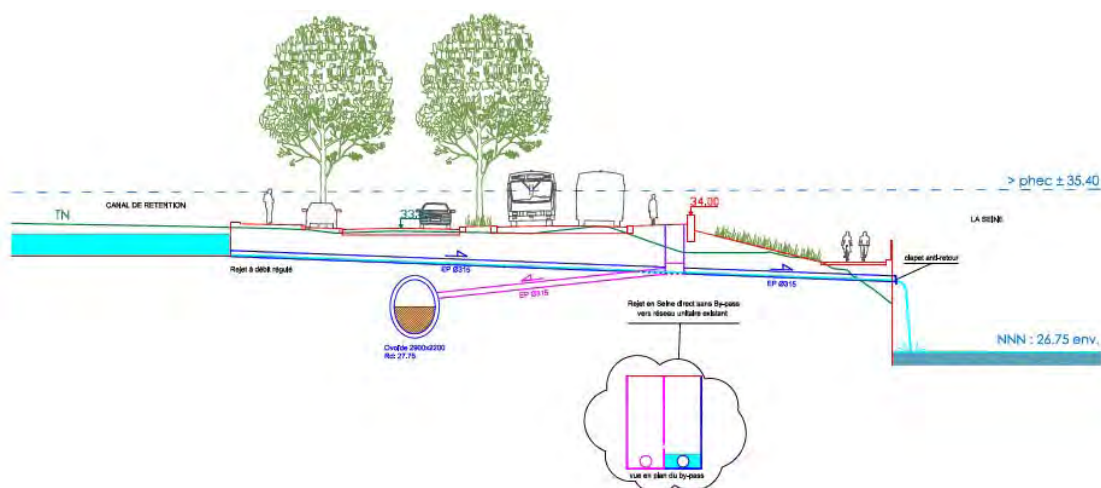 > phec ± 35.40
CANAL DE RETENTION
TN
34.00
LA SEINE
clapet anti-retour
Rejet à débit régulé
EP Ø315
EP Ø315
EP Ø315
Rejet en Seine direct sans By-pass
vers réseau unitaire existant
Ovoïde 2900x2200
Rd: 27.75
NNN : 26.75 env.
vue en plan du by-pass